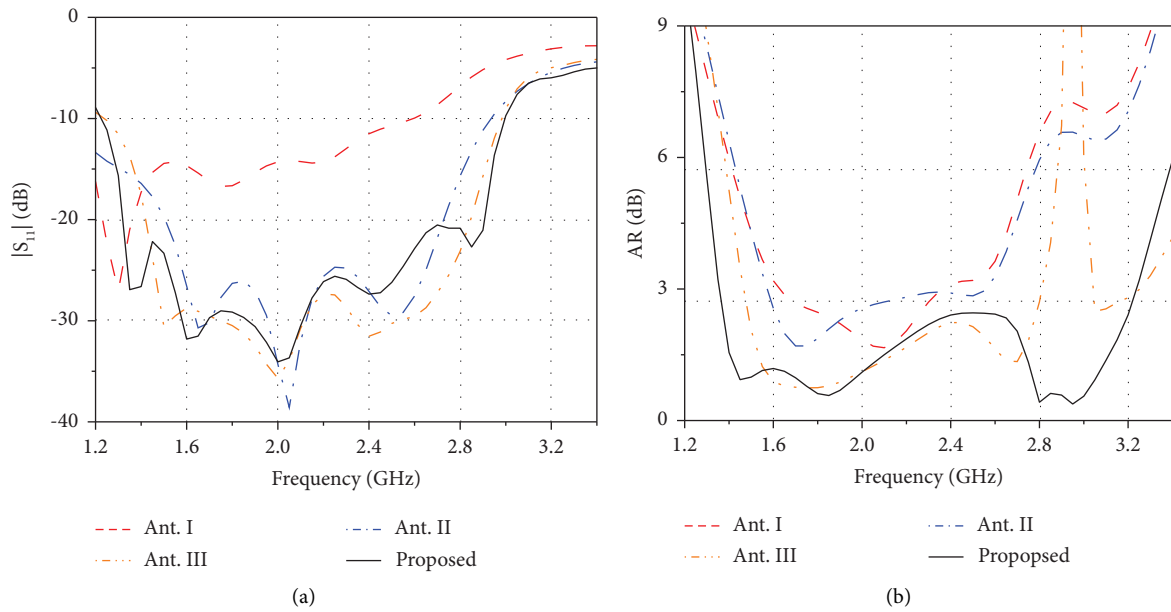 0
-10
-20
-30
-40
|S11| (dB)
1.2 1.6 2.0 2.4 2.8 3.2
Frequency (GHz)
Ant. I
Ant. II
Ant. III
Proposed
(a)
9
6
3
0
AR (dB)
1.2 1.6 2.0 2.4 2.8 3.2
Frequency (GHz)
Ant. I
Ant. II
Ant. III
Propopsed
(b)